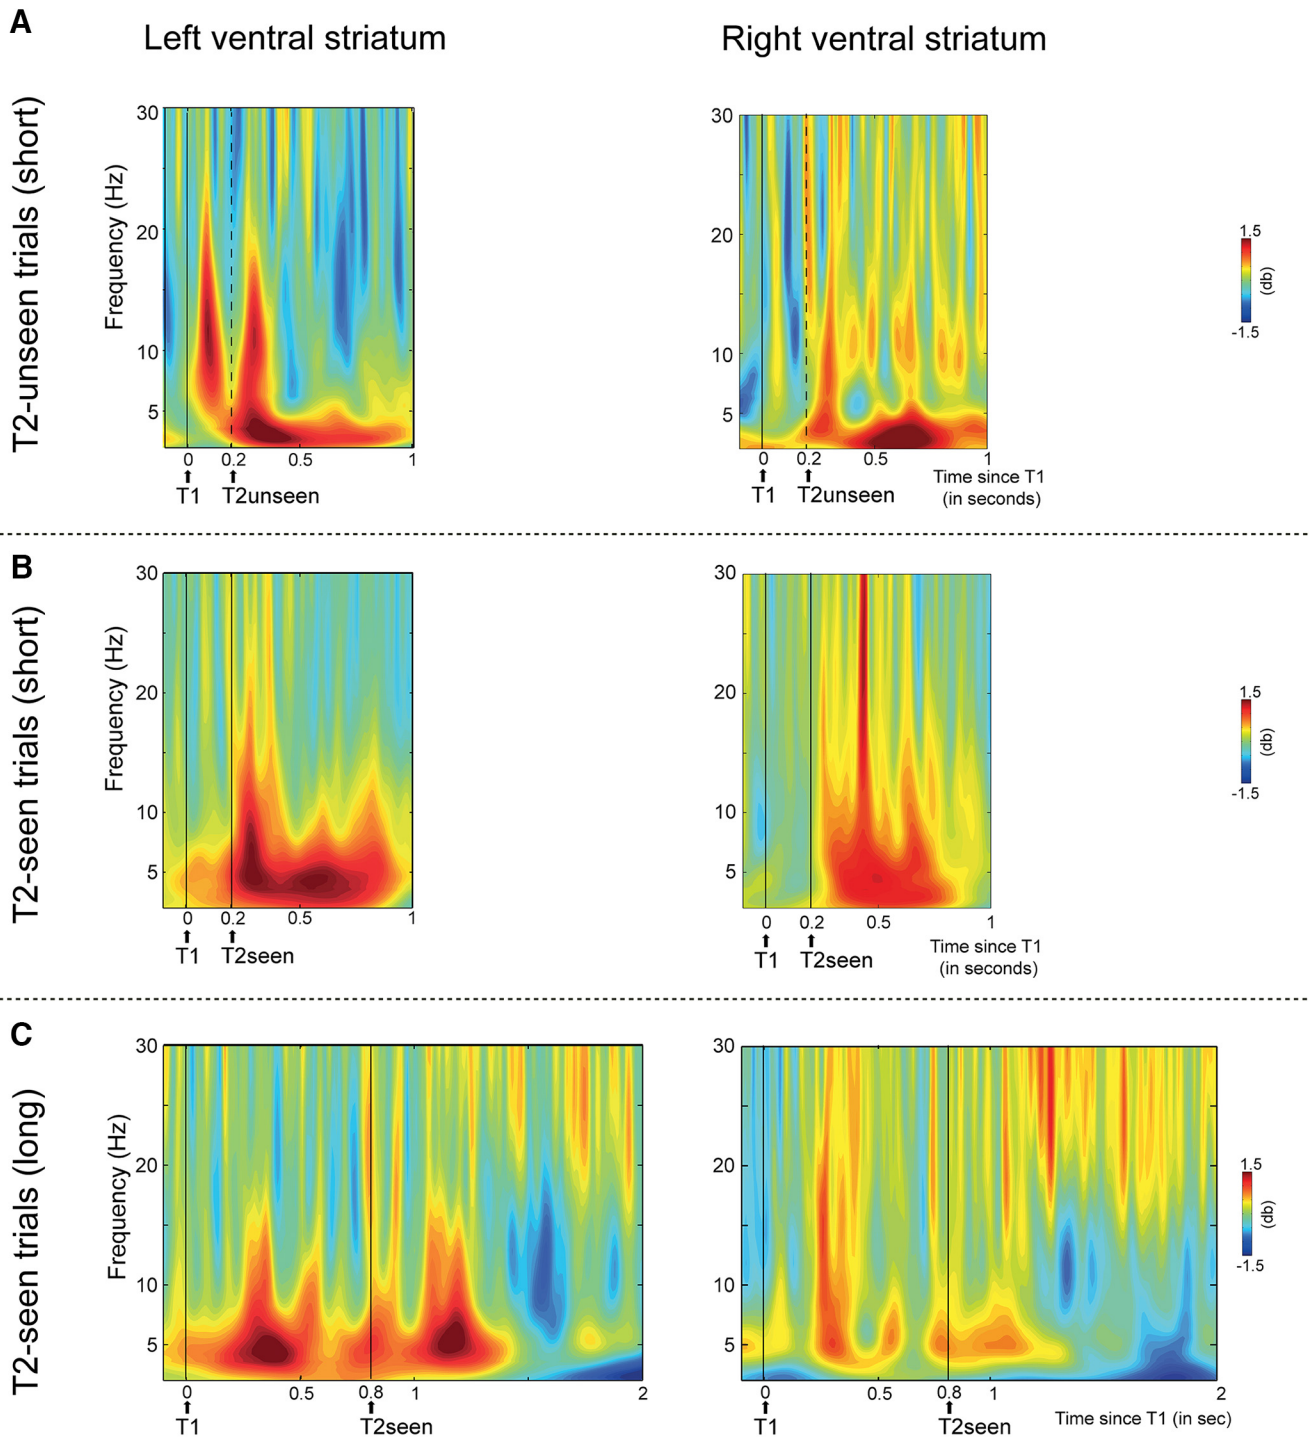 A
Left ventral striatum
Right ventral striatum
T2-unseen trials (short)
Frequency (Hz)
30
20
10
5
0
0.2
0.5
1
T1
T2unseen
30
20
10
5
0
0.2
0.5
1
T1
T2unseen
Time since T1
(in seconds)
1.5
(db)
-1.5
B
T2-seen trials (short)
Frequency (Hz)
30
20
10
5
0
0.2
0.5
1
T1
T2seen
30
20
10
5
0
0.2
0.5
1
T1
T2seen
Time since T1
(in seconds)
1.5
(db)
-1.5
C
T2-seen trials (long)
Frequency (Hz)
30
20
10
5
0
0.5
0.8
1
2
T1
T2seen
30
20
10
5
0
0.5
0.8
1
2
T1
T2seen
Time since T1 (in sec)
1.5
(db)
-1.5